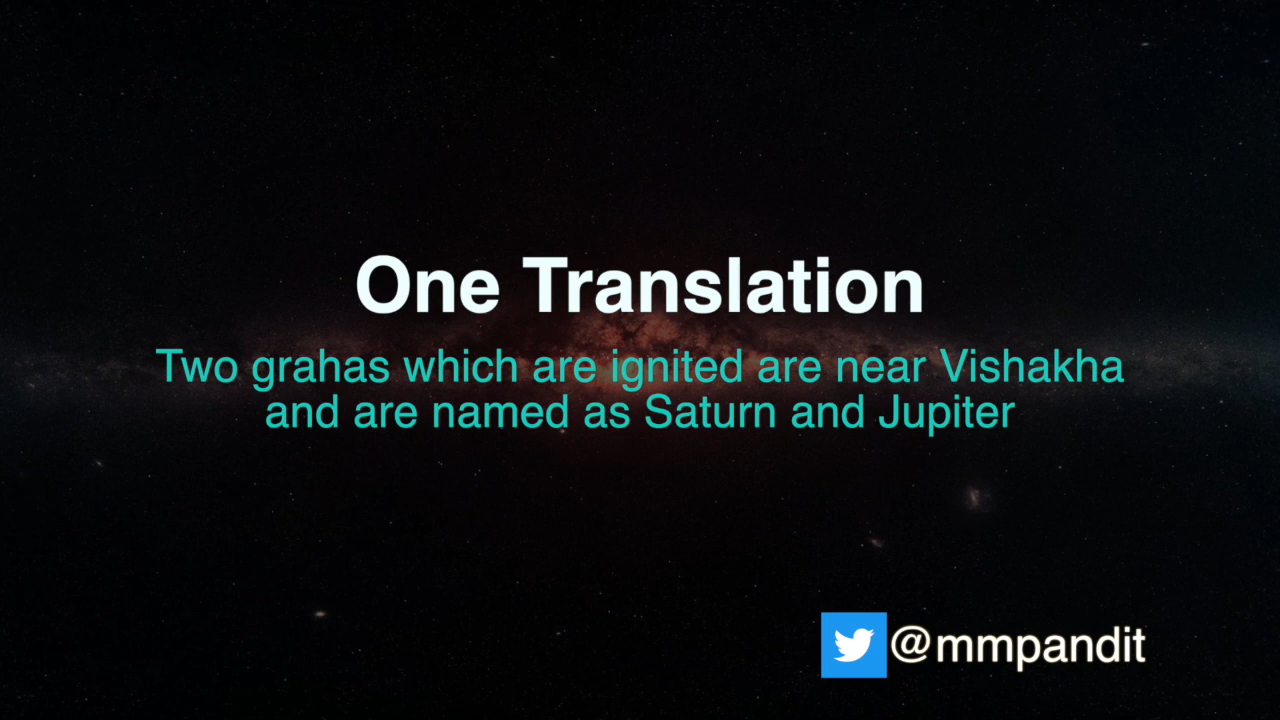 One Translation
Two grahas which are ignited are near Vishakha
and are named as Saturn and Jupiter
@mmpandit